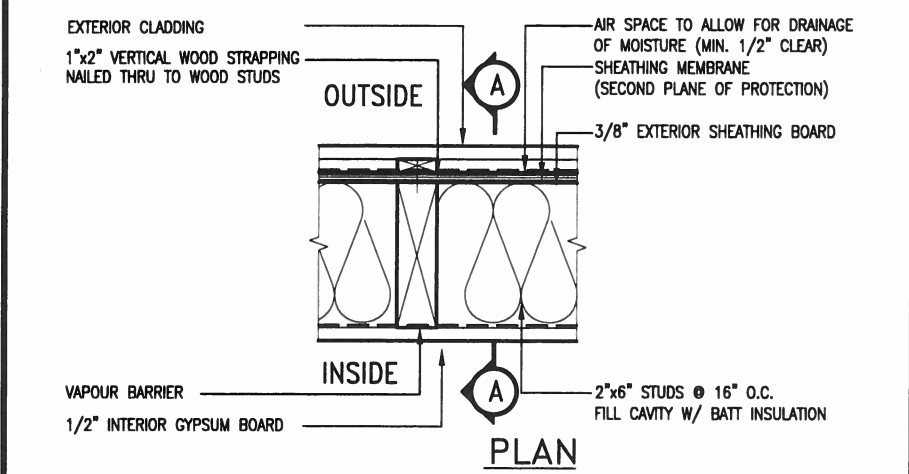 EXTERIOR CLADDING
1"x2" VERTICAL WOOD STRAPPING
NAILED THRU TO WOOD STUDS
OUTSIDE
A
AIR SPACE TO ALLOW FOR DRAINAGE
OF MOISTURE (MIN. 1/2" CLEAR)
SHEATHING MEMBRANE
(SECOND PLANE OF PROTECTION)
3/8" EXTERIOR SHEATHING BOARD
INSIDE
A
VAPOUR BARRIER
1/2" INTERIOR GYPSUM BOARD
2"x6" STUDS @ 16" O.C.
FILL CAVITY W/ BATT INSULATION
PLAN